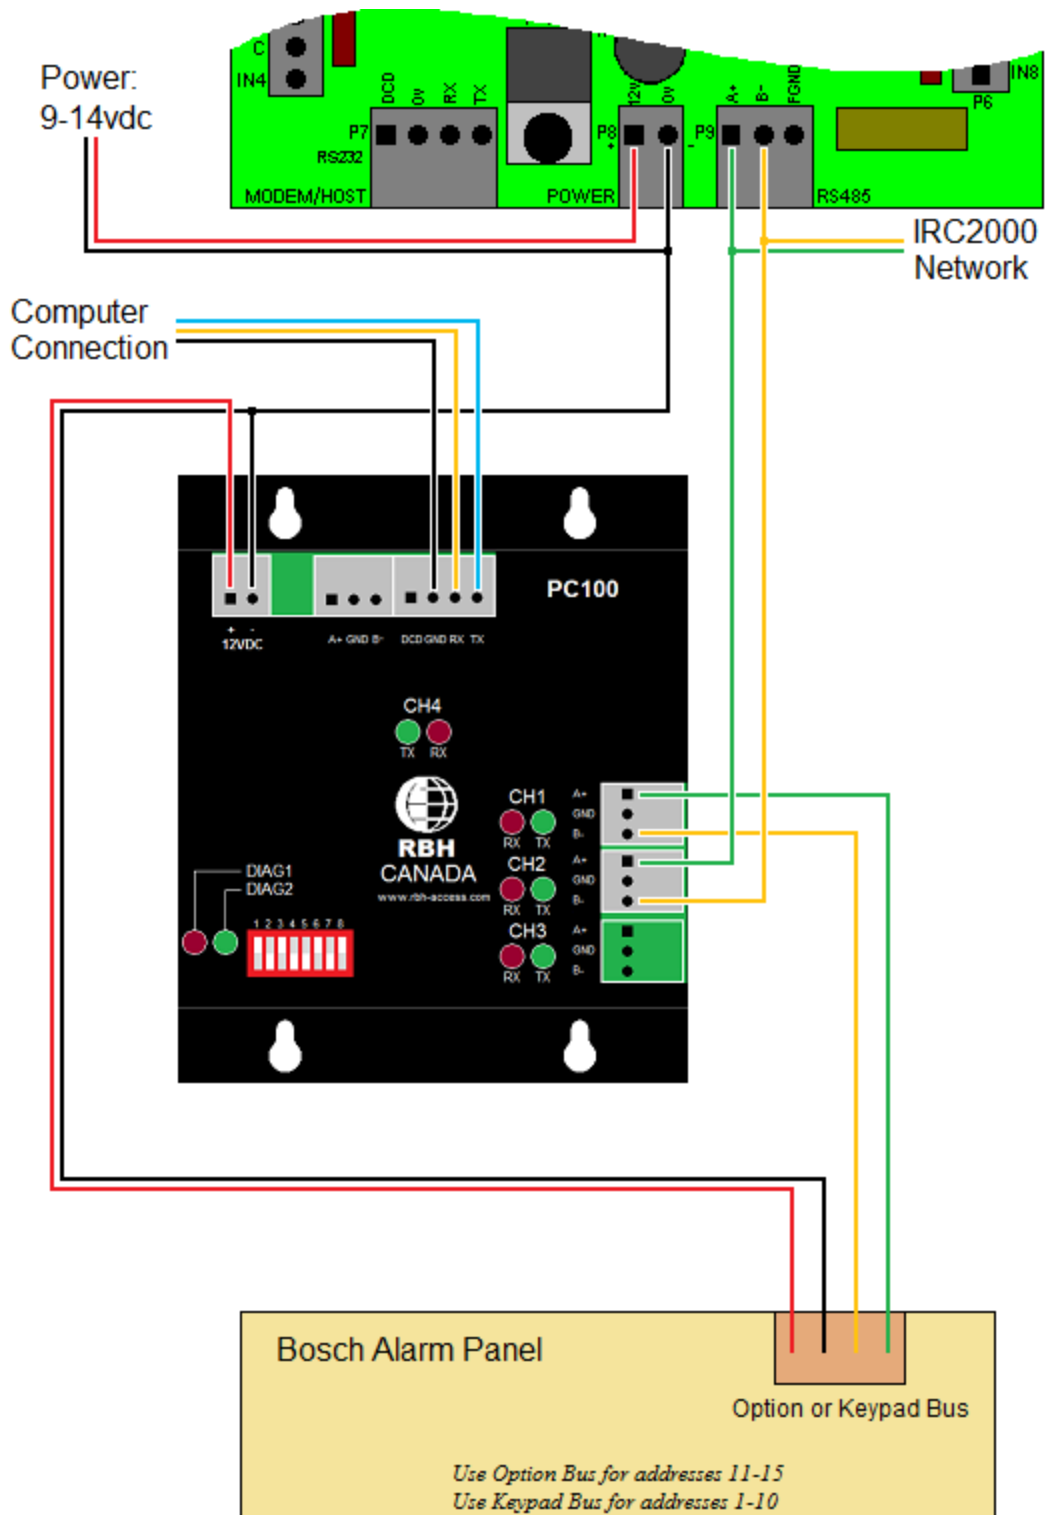 Power:
9-14vdc
C
IN4
DCD
0v
RX
TX
P7
RS232
MODEM/HOST
12v
0v
P8
+
-
POWER
P9
A+
B-
FGND
RS485
IN8
P6
IRC2000
Network
Computer
Connection
PC100
+ -
12VDC
A+ GND B-
DCD GND RX TX
CH4
TX RX
RBH
CANADA
www.rbh-access.com
CH1
RX TX
A+
GND
B-
CH2
RX TX
A+
GND
B-
CH3
RX TX
A+
GND
B-
DIAG1
DIAG2
1 2 3 4 5 6 7 8
Bosch Alarm Panel
Option or Keypad Bus
Use Option Bus for addresses 11-15
Use Keypad Bus for addresses 1-10